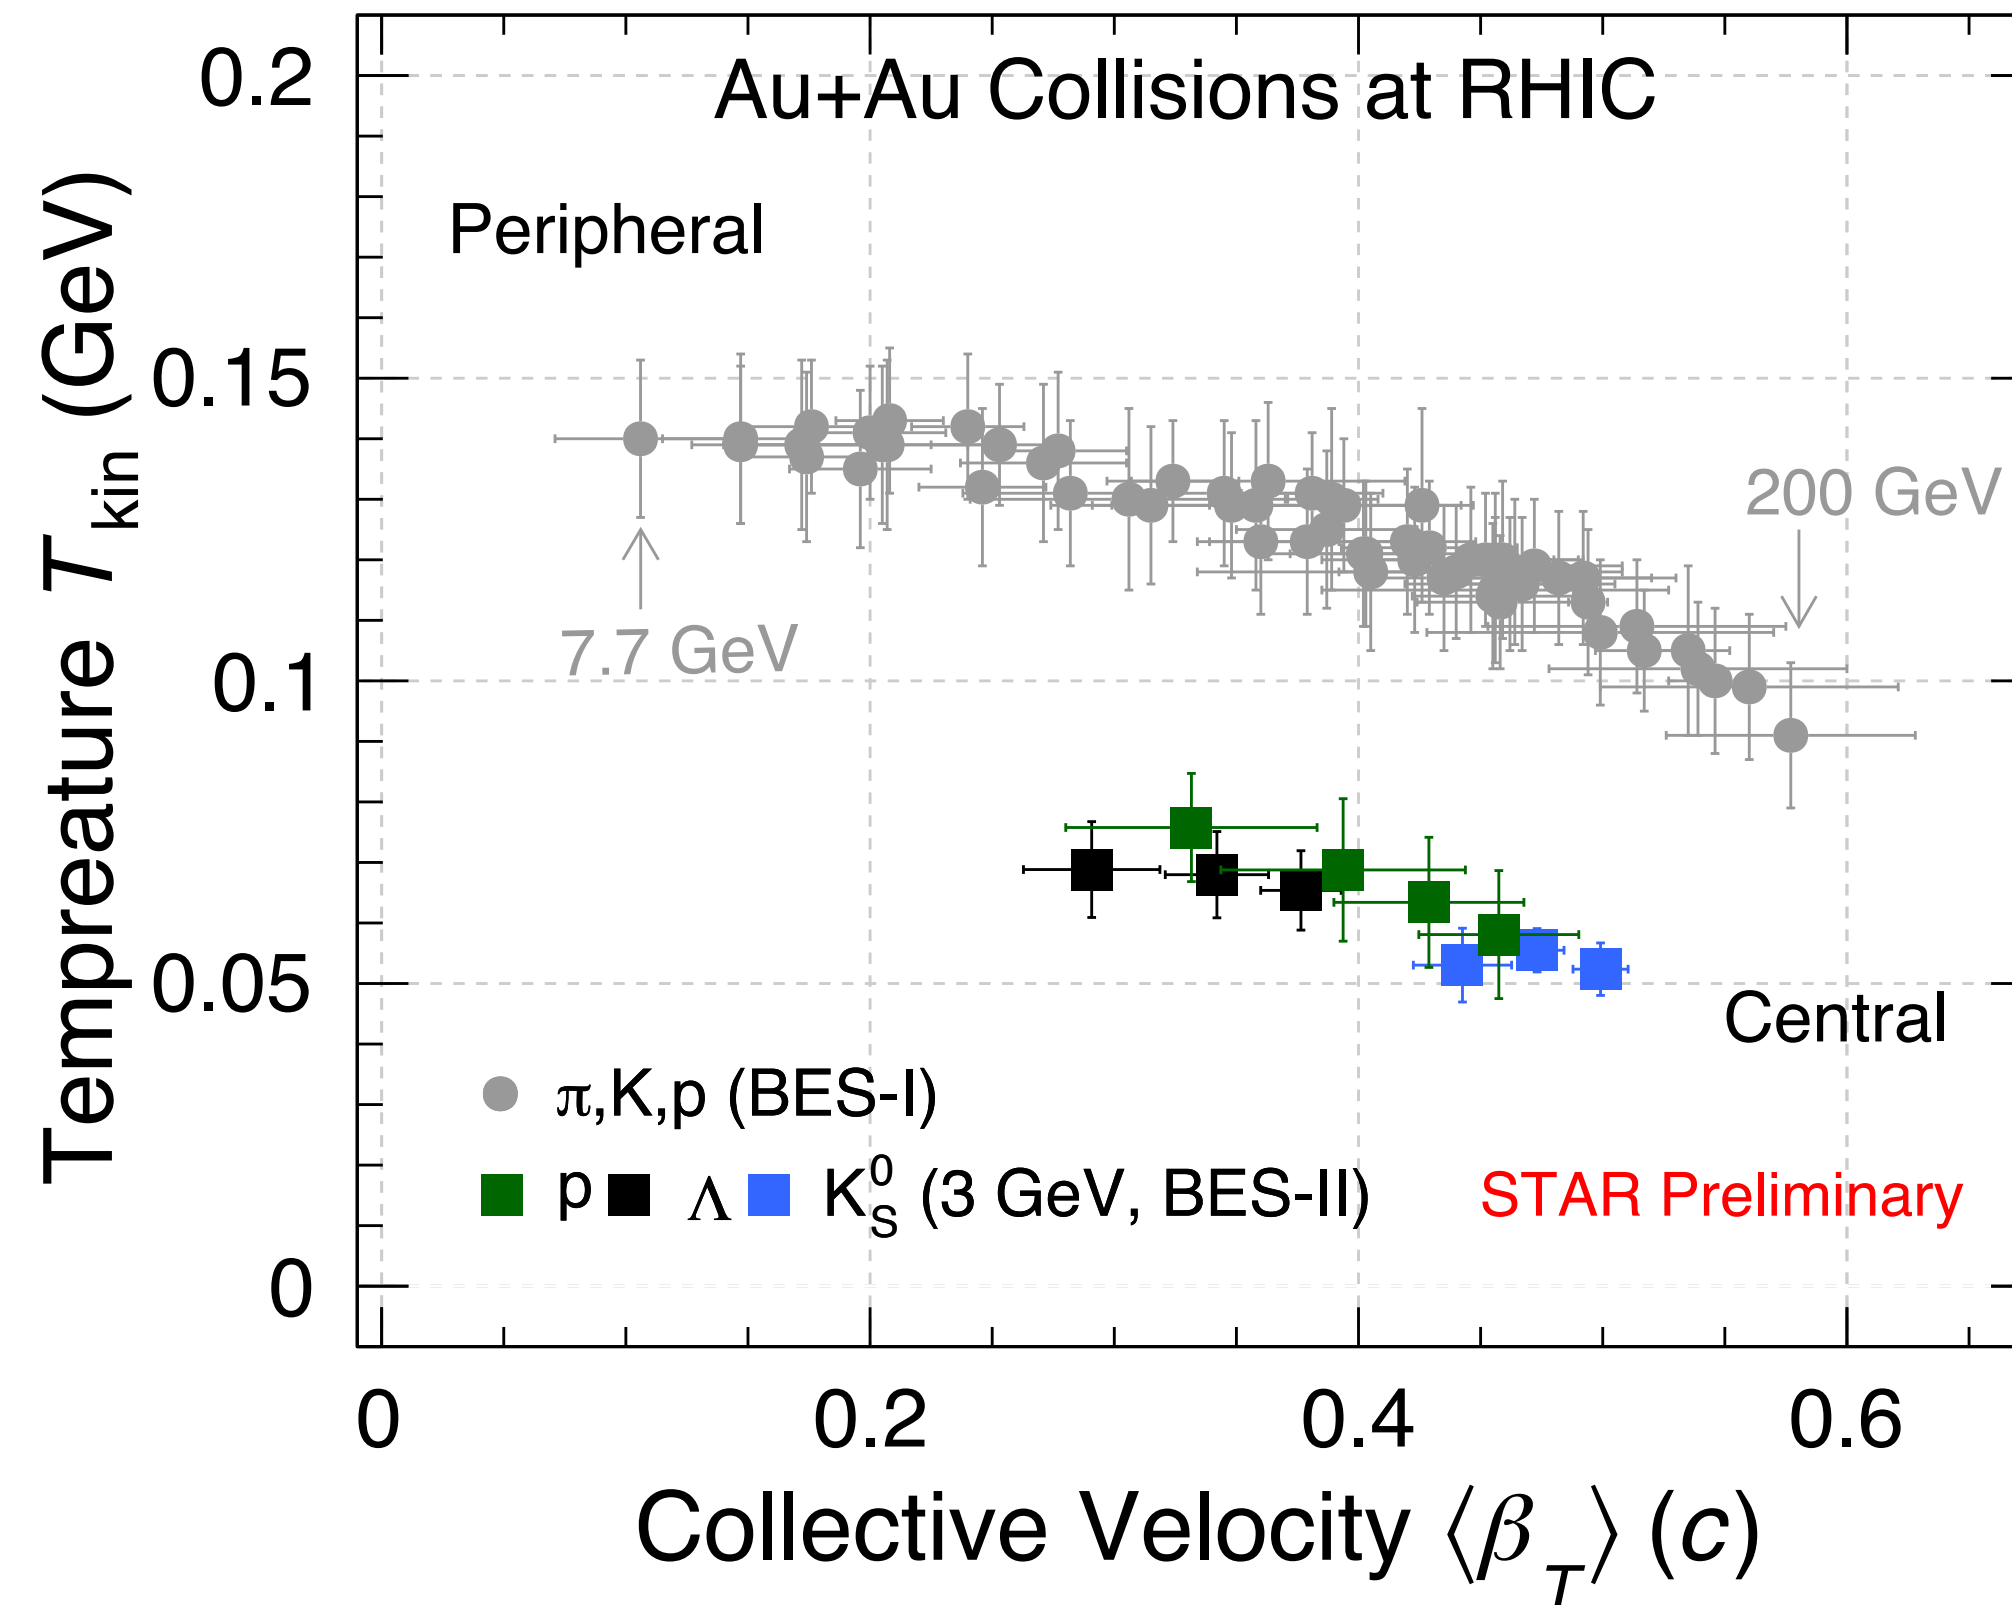 Au+Au Collisions at RHIC
Peripheral
200 GeV
7.7 GeV
Central
π,K,p (BES-I)
p Λ K⁰_S (3 GeV, BES-II)
STAR Preliminary
Tempreature T_kin (GeV)
0.2
0.15
0.1
0.05
0
0 0.2 0.4 0.6
Collective Velocity ⟨β_T⟩ (c)